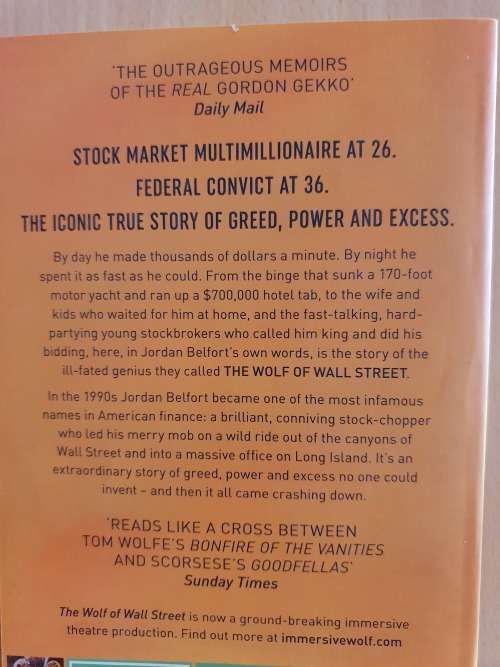 'THE OUTRAGEOUS MEMOIRS
OF THE REAL GORDON GEKKO'
Daily Mail
STOCK MARKET MULTIMILLIONAIRE AT 26.
FEDERAL CONVICT AT 36.
THE ICONIC TRUE STORY OF GREED, POWER AND EXCESS.
By day he made thousands of dollars a minute. By night he
spent it as fast as he could. From the binge that sunk a 170-foot
motor yacht and ran up a $700,000 hotel tab, to the wife and
kids who waited for him at home, and the fast-talking, hard-
partying young stockbrokers who called him king and did his
bidding, here, in Jordan Belfort's own words, is the story of the
ill-fated genius they called THE WOLF OF WALL STREET.
In the 1990s Jordan Belfort became one of the most infamous
names in American finance: a brilliant, conniving stock-chopper
who led his merry mob on a wild ride out of the canyons of
Wall Street and into a massive office on Long Island. It's an
extraordinary story of greed, power and excess no one could
invent – and then it all came crashing down.
'READS LIKE A CROSS BETWEEN
TOM WOLFE'S BONFIRE OF THE VANITIES
AND SCORSESE'S GOODFELLAS'
Sunday Times
The Wolf of Wall Street is now a ground-breaking immersive
theatre production. Find out more at immersivewolf.com